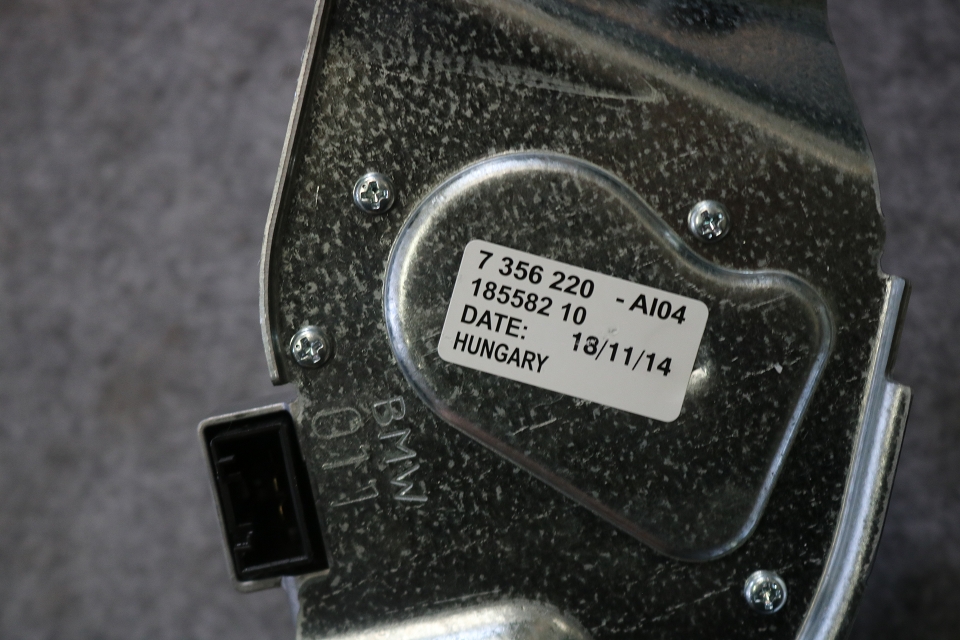 7 356 220 - AI04
185582 10
DATE: 18/11/14
HUNGARY
BMW
011